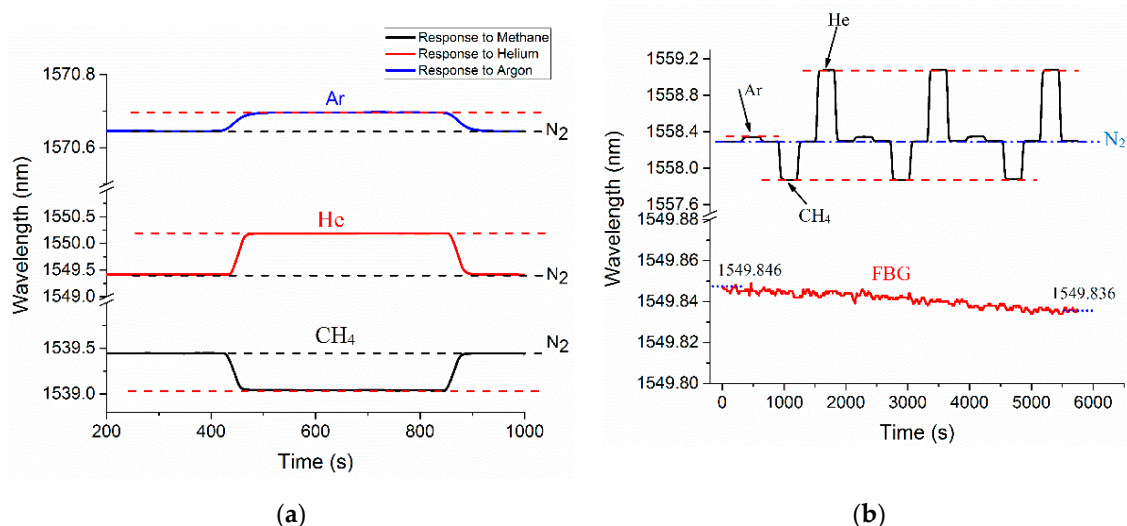 Response to Methane
Response to Helium
Response to Argon
1570.8
1570.6
1550.5
1550.0
1549.5
1549.0
1539.5
1539.0
Wavelength (nm)
Ar
N2
He
N2
CH4
N2
200 400 600 800 1000
Time (s)
(a)
He
Ar
N2
CH4
1559.2
1558.8
1558.4
1558.0
1557.6
1549.88
1549.86
1549.84
1549.82
1549.80
Wavelength (nm)
1549.846
FBG
1549.836
0 1000 2000 3000 4000 5000 6000
Time (s)
(b)